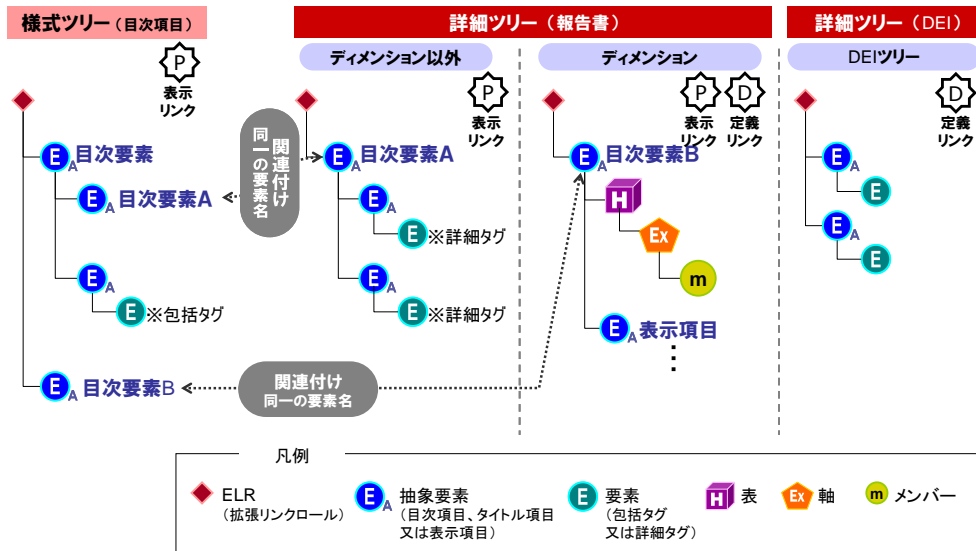 様式ツリー（目次項目）
P
表示
リンク
E
A
目次要素
E
A
目次要素A
E
A
E
※包括タグ
E
A
目次要素B
関連付け
同一の要素名
関連付け
同一の要素名
詳細ツリー（報告書）
ディメンション以外
P
表示
リンク
E
A
目次要素A
E
A
E
※詳細タグ
E
A
E
※詳細タグ
ディメンション
P
D
表示
リンク
定義
リンク
E
A
目次要素B
H
Ex
m
E
A
表示項目
詳細ツリー（DEI）
DEIツリー
D
定義
リンク
E
A
E
E
A
E
凡例
ELR
（拡張リンクロール）
E
A
抽象要素
（目次項目、タイトル項目
又は表示項目）
E
要素
（包括タグ
又は詳細タグ）
H
表
Ex
軸
m
メンバー